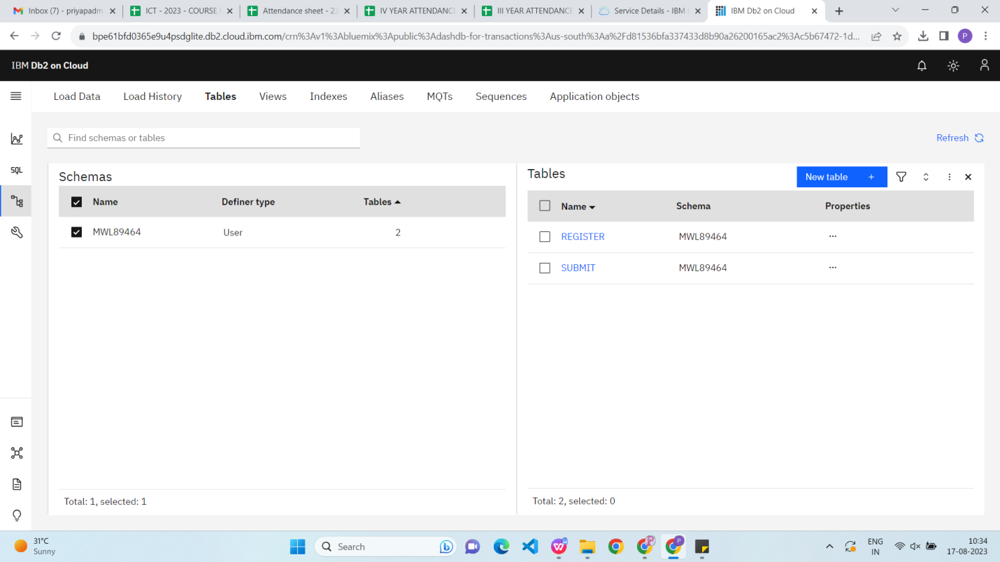 Inbox (7) - priyapadm
ICT - 2023 - COURSE
Attendance sheet - 23
IV YEAR ATTENDANCE
III YEAR ATTENDANCE
Service Details - IBM
IBM Db2 on Cloud
bpe61bfd0365e9u4psdglite.db2.cloud.ibm.com/crn%3Av1%3Abluemix%3Apublic%3Adashdb-for-transactions%3Aus-south%3Aa%2Fd81536bfa337433d8b90a26200165ac2%3Ac5b67472-1d...
P
IBM Db2 on Cloud
Load Data
Load History
Tables
Views
Indexes
Aliases
MQTs
Sequences
Application objects
SQL
Find schemas or tables
Refresh
Schemas
Name Definer type Tables
MWL89464 User 2
Total: 1, selected: 1
Tables
New table +
Name Schema Properties
REGISTER MWL89464 ...
SUBMIT MWL89464 ...
Total: 2, selected: 0
31°C
Sunny
Search
P
P
ENG
IN
10:34
17-08-2023